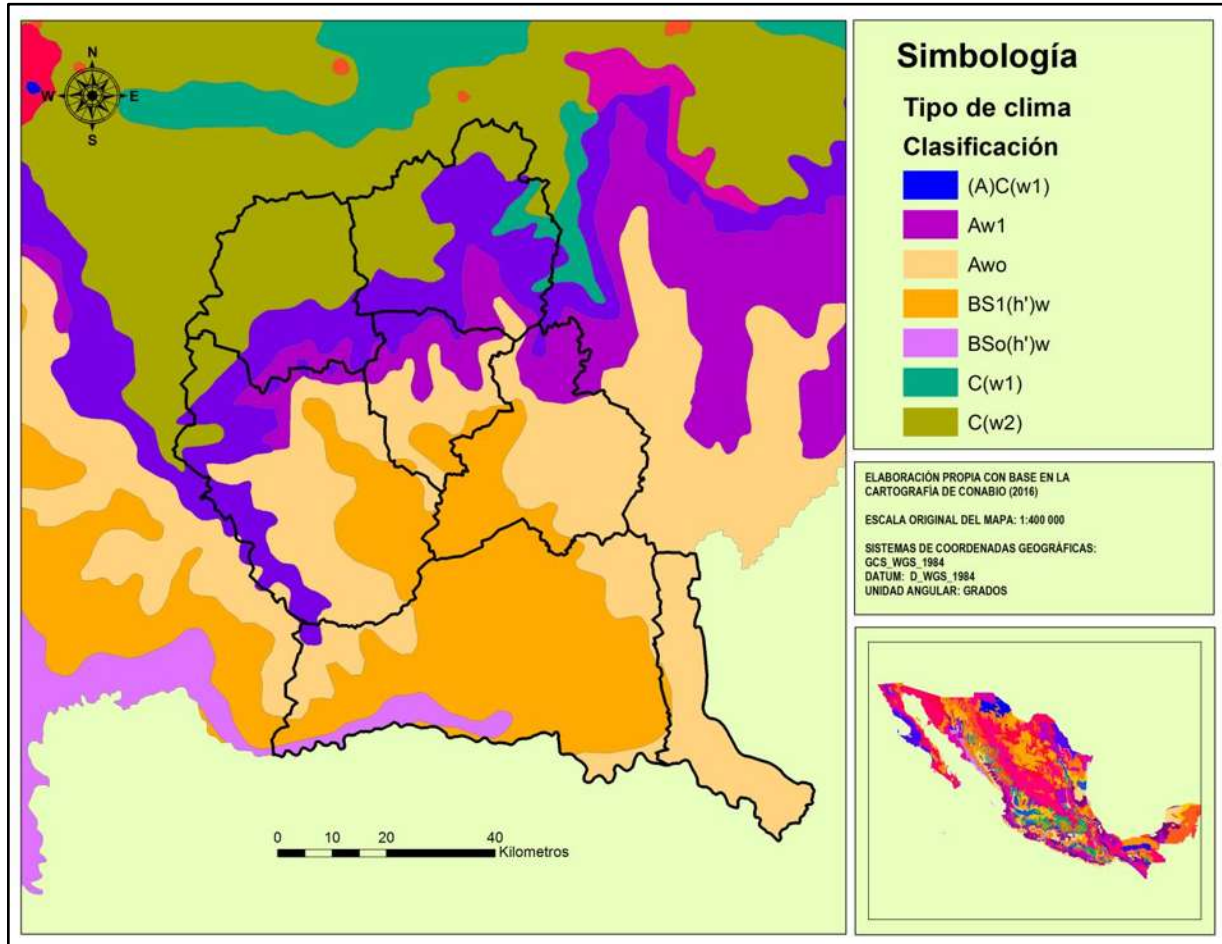 N
W
E
S
0
10
20
40
Kilometros
Simbología
Tipo de clima
Clasificación
(A)C(w1)
Aw1
Awo
BS1(h')w
BSo(h')w
C(w1)
C(w2)
ELABORACIÓN PROPIA CON BASE EN LA
CARTOGRAFÍA DE CONABIO (2016)
ESCALA ORIGINAL DEL MAPA: 1:400 000
SISTEMAS DE COORDENADAS GEOGRÁFICAS:
GCS_WGS_1984
DATUM: D_WGS_1984
UNIDAD ANGULAR: GRADOS